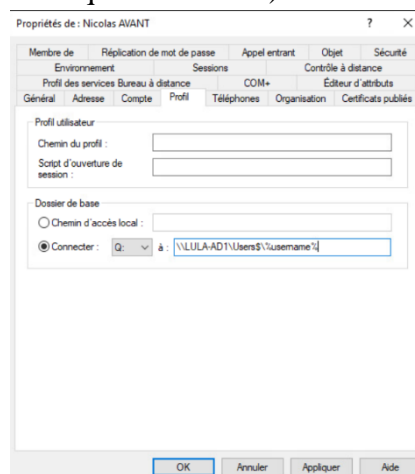 Propriétés de : Nicolas AVANT ? ×
Membre de Réplication de mot de passe Appel entrant Objet Sécurité
Environnement Sessions Contrôle à distance
Profil des services Bureau à distance COM+ Éditeur d'attributs
Général Adresse Compte Profil Téléphones Organisation Certificats publiés
Profil utilisateur
Chemin du profil :
Script d'ouverture de
session :
Dossier de base
Chemin d'accès local :
Connecter : Q: à : \\LULA-AD1\Users$\%username%
OK Annuler Appliquer Aide